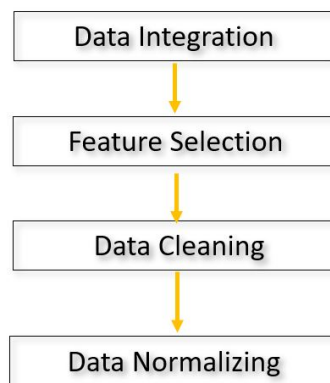 Data Integration
Feature Selection
Data Cleaning
Data Normalizing